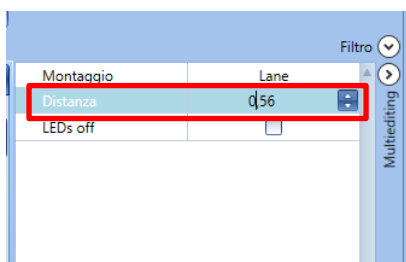 Filtro
Montaggio Lane
Distanza 0,56
LEDs off
Multiediting